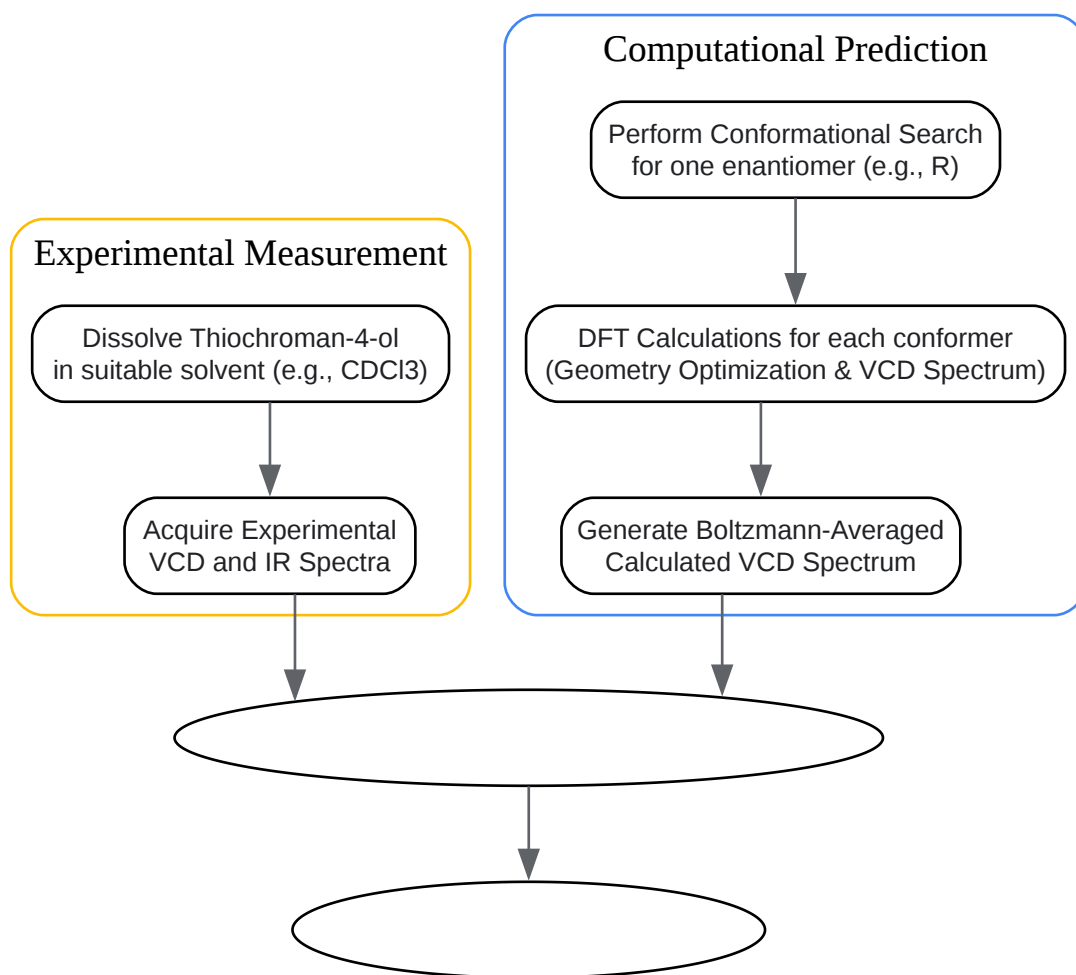 Experimental Measurement
Dissolve Thiochroman-4-ol
in suitable solvent (e.g., CDCl3)
Acquire Experimental
VCD and IR Spectra
Computational Prediction
Perform Conformational Search
for one enantiomer (e.g., R)
DFT Calculations for each conformer
(Geometry Optimization & VCD Spectrum)
Generate Boltzmann-Averaged
Calculated VCD Spectrum